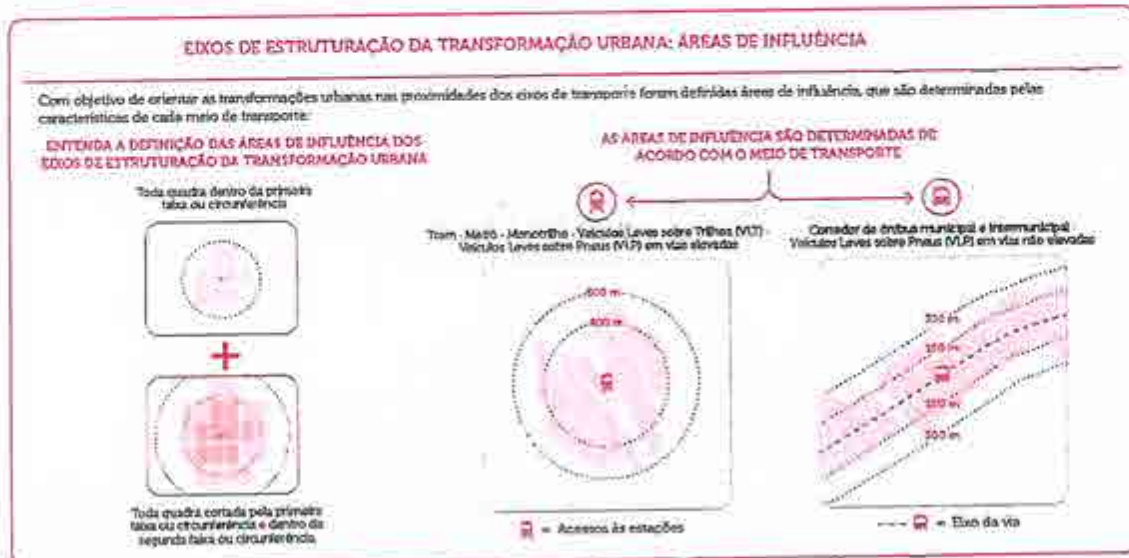 EIXOS DE ESTRUTURAÇÃO DA TRANSFORMAÇÃO URBANA: ÁREAS DE INFLUÊNCIA
Com objetivo de orientar as transformações urbanas nas proximidades dos eixos de transporte foram definidas áreas de influência, que são determinadas pelas
características de cada meio de transporte:
ENTENDA A DEFINIÇÃO DAS ÁREAS DE INFLUÊNCIA DOS
EIXOS DE ESTRUTURAÇÃO DA TRANSFORMAÇÃO URBANA
Toda quadra dentro da primeira
faixa ou circunferência
+
Toda quadra cortada pela primeira
faixa ou circunferência e dentro da
segunda faixa ou circunferência
AS ÁREAS DE INFLUÊNCIA SÃO DETERMINADAS DE
ACORDO COM O MEIO DE TRANSPORTE
Trem - Metrô - Monotrilho - Veículos Leves sobre Trilhos (VLT) -
Veículos Leves sobre Pneus (VLP) em vias elevadas
600 m
400 m
= Acessos às estações
Corredor de ônibus municipal e intermunicipal
Veículos Leves sobre Pneus (VLP) em vias não elevadas
300 m
150 m
150 m
300 m
= Eixo da via